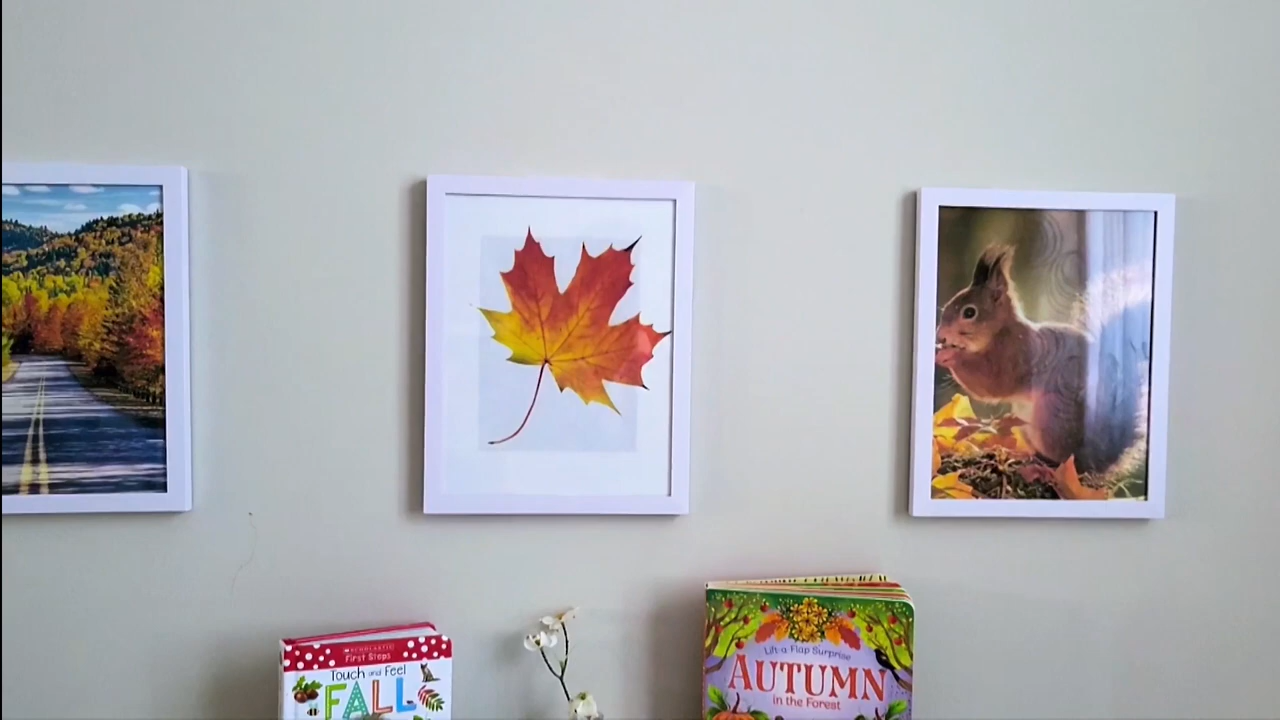 SCHOLASTIC
First Steps
Touch and Feel
FALL
Lift-a-Flap Surprise
AUTUMN
in the Forest